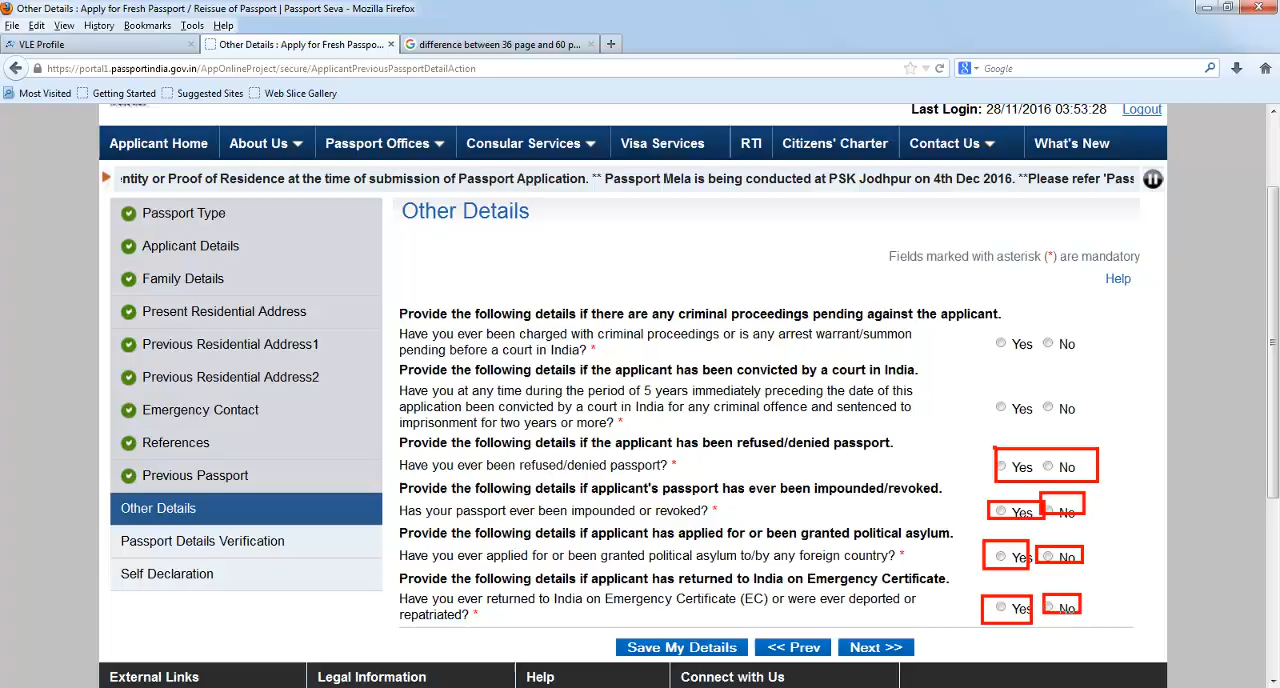 Other Details : Apply for Fresh Passport / Reissue of Passport | Passport Seva - Mozilla Firefox
File Edit View History Bookmarks Tools Help
VLE Profile × Other Details : Apply for Fresh Passpo... × difference between 36 page and 60 p... × +
https://portal1.passportindia.gov.in/AppOnlineProject/secure/ApplicantPreviousPassportDetailAction Google
Most Visited Getting Started Suggested Sites Web Slice Gallery
Last Login: 28/11/2016 03:53:28 Logout
Applicant Home About Us Passport Offices Consular Services Visa Services RTI Citizens' Charter Contact Us What's New
ntity or Proof of Residence at the time of submission of Passport Application. ** Passport Mela is being conducted at PSK Jodhpur on 4th Dec 2016. **Please refer 'Pass
Passport Type
Applicant Details
Family Details
Present Residential Address
Previous Residential Address1
Previous Residential Address2
Emergency Contact
References
Previous Passport
Other Details
Passport Details Verification
Self Declaration
Other Details
Fields marked with asterisk (*) are mandatory
Help
Provide the following details if there are any criminal proceedings pending against the applicant.
Have you ever been charged with criminal proceedings or is any arrest warrant/summon
pending before a court in India? * Yes No
Provide the following details if the applicant has been convicted by a court in India.
Have you at any time during the period of 5 years immediately preceding the date of this
application been convicted by a court in India for any criminal offence and sentenced to Yes No
imprisonment for two years or more? *
Provide the following details if the applicant has been refused/denied passport.
Have you ever been refused/denied passport? * Yes No
Provide the following details if applicant's passport has ever been impounded/revoked.
Has your passport ever been impounded or revoked? * Yes No
Provide the following details if applicant has applied for or been granted political asylum.
Have you ever applied for or been granted political asylum to/by any foreign country? * Yes No
Provide the following details if applicant has returned to India on Emergency Certificate.
Have you ever returned to India on Emergency Certificate (EC) or were ever deported or
repatriated? * Yes No
Save My Details << Prev Next >>
External Links Legal Information Help Connect with Us